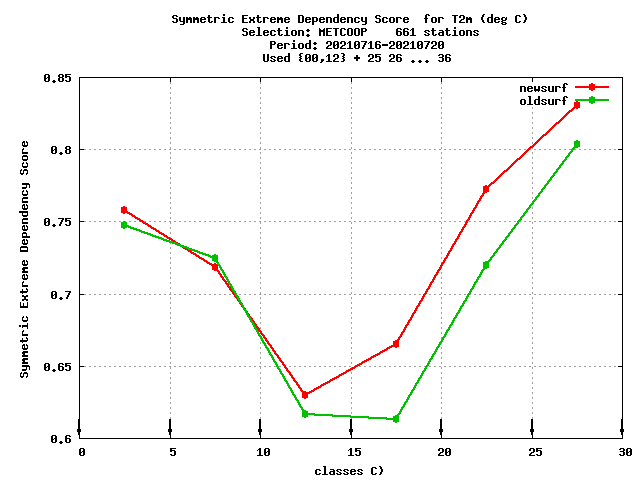 Symmetric Extreme Dependency Score  for T2m (deg C)
Selection: METCOOP    661 stations
Period: 20210716-20210720
Used {00,12} + 25 26 ... 36
newsurf
oldsurf
Symmetric Extreme Dependency Score
0.85
0.8
0.75
0.7
0.65
0.6
0 5 10 15 20 25 30
classes C)